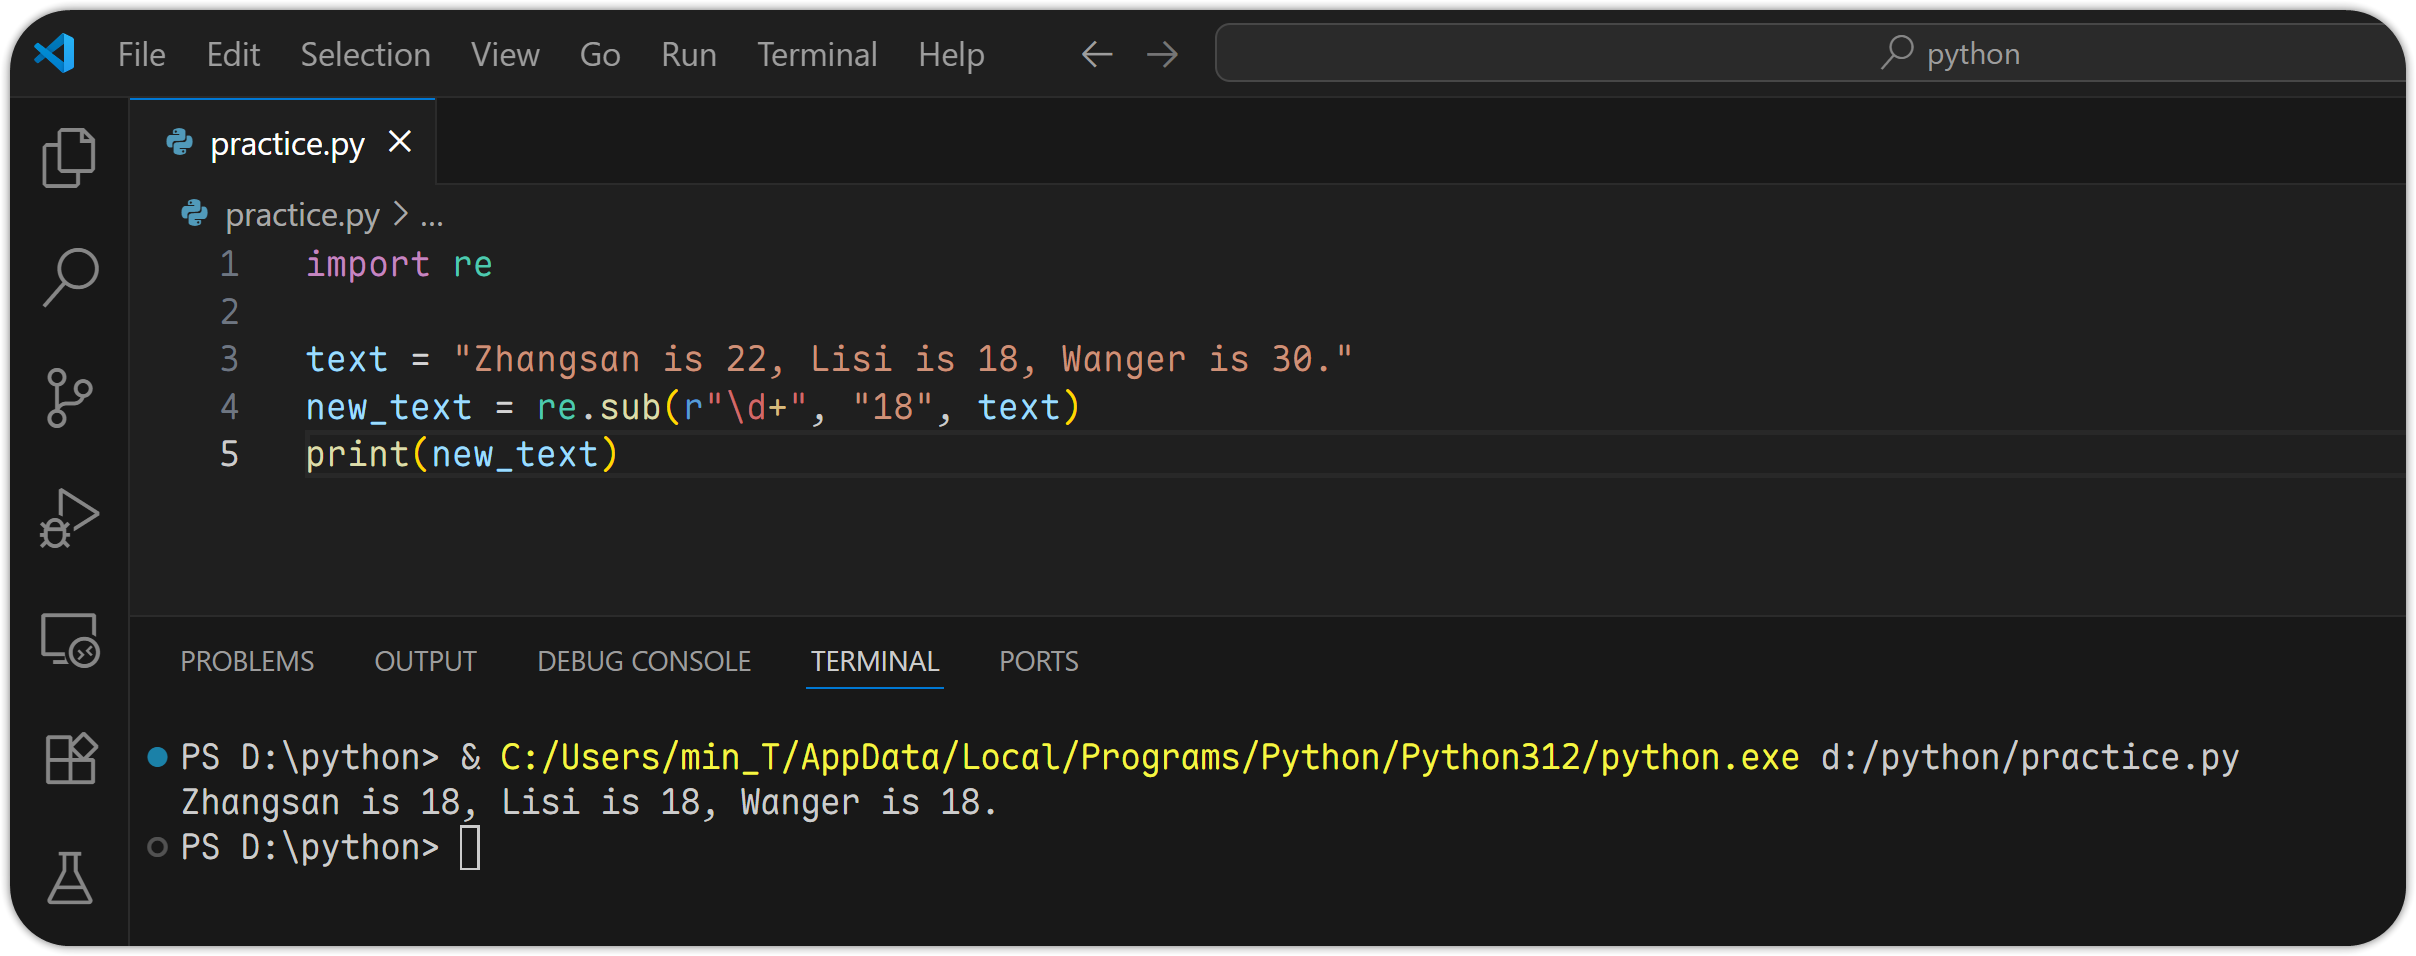 File Edit Selection View Go Run Terminal Help python
practice.py
practice.py > ...
1 import re
2
3 text = "Zhangsan is 22, Lisi is 18, Wanger is 30."
4 new_text = re.sub(r"\d+", "18", text)
5 print(new_text)
PROBLEMS OUTPUT DEBUG CONSOLE TERMINAL PORTS
PS D:\python> & C:/Users/min_T/AppData/Local/Programs/Python/Python312/python.exe d:/python/practice.py
Zhangsan is 18, Lisi is 18, Wanger is 18.
PS D:\python>